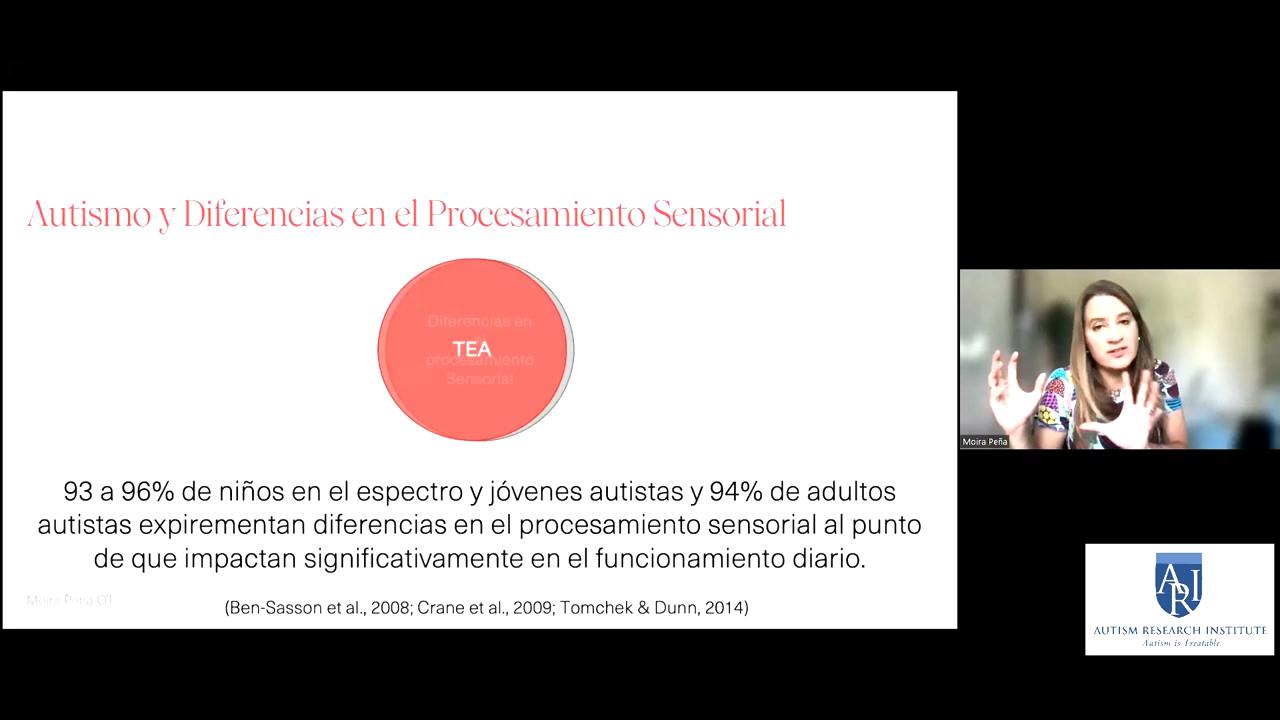 Autismo y Diferencias en el Procesamiento Sensorial
Diferencias en
TEA
procesamiento
Sensorial
93 a 96% de niños en el espectro y jóvenes autistas y 94% de adultos
autistas expirementan diferencias en el procesamiento sensorial al punto
de que impactan significativamente en el funcionamiento diario.
Moira Peña OT
(Ben-Sasson et al., 2008; Crane et al., 2009; Tomchek & Dunn, 2014)
Moira Peña
ARI
AUTISM RESEARCH INSTITUTE
Autism is Treatable